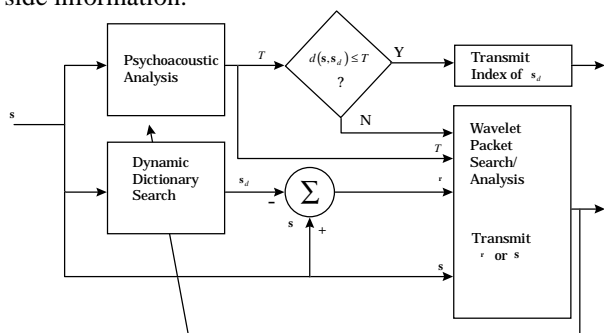 side information.
Psychoacoustic
Analysis
T
d(s,s_d) ≤ T
?
Y
Transmit
Index of s_d
N
s
Dynamic
Dictionary
Search
s_d
-
Σ
s
+
T
r
s
Wavelet
Packet
Search/
Analysis
Transmit
r or s